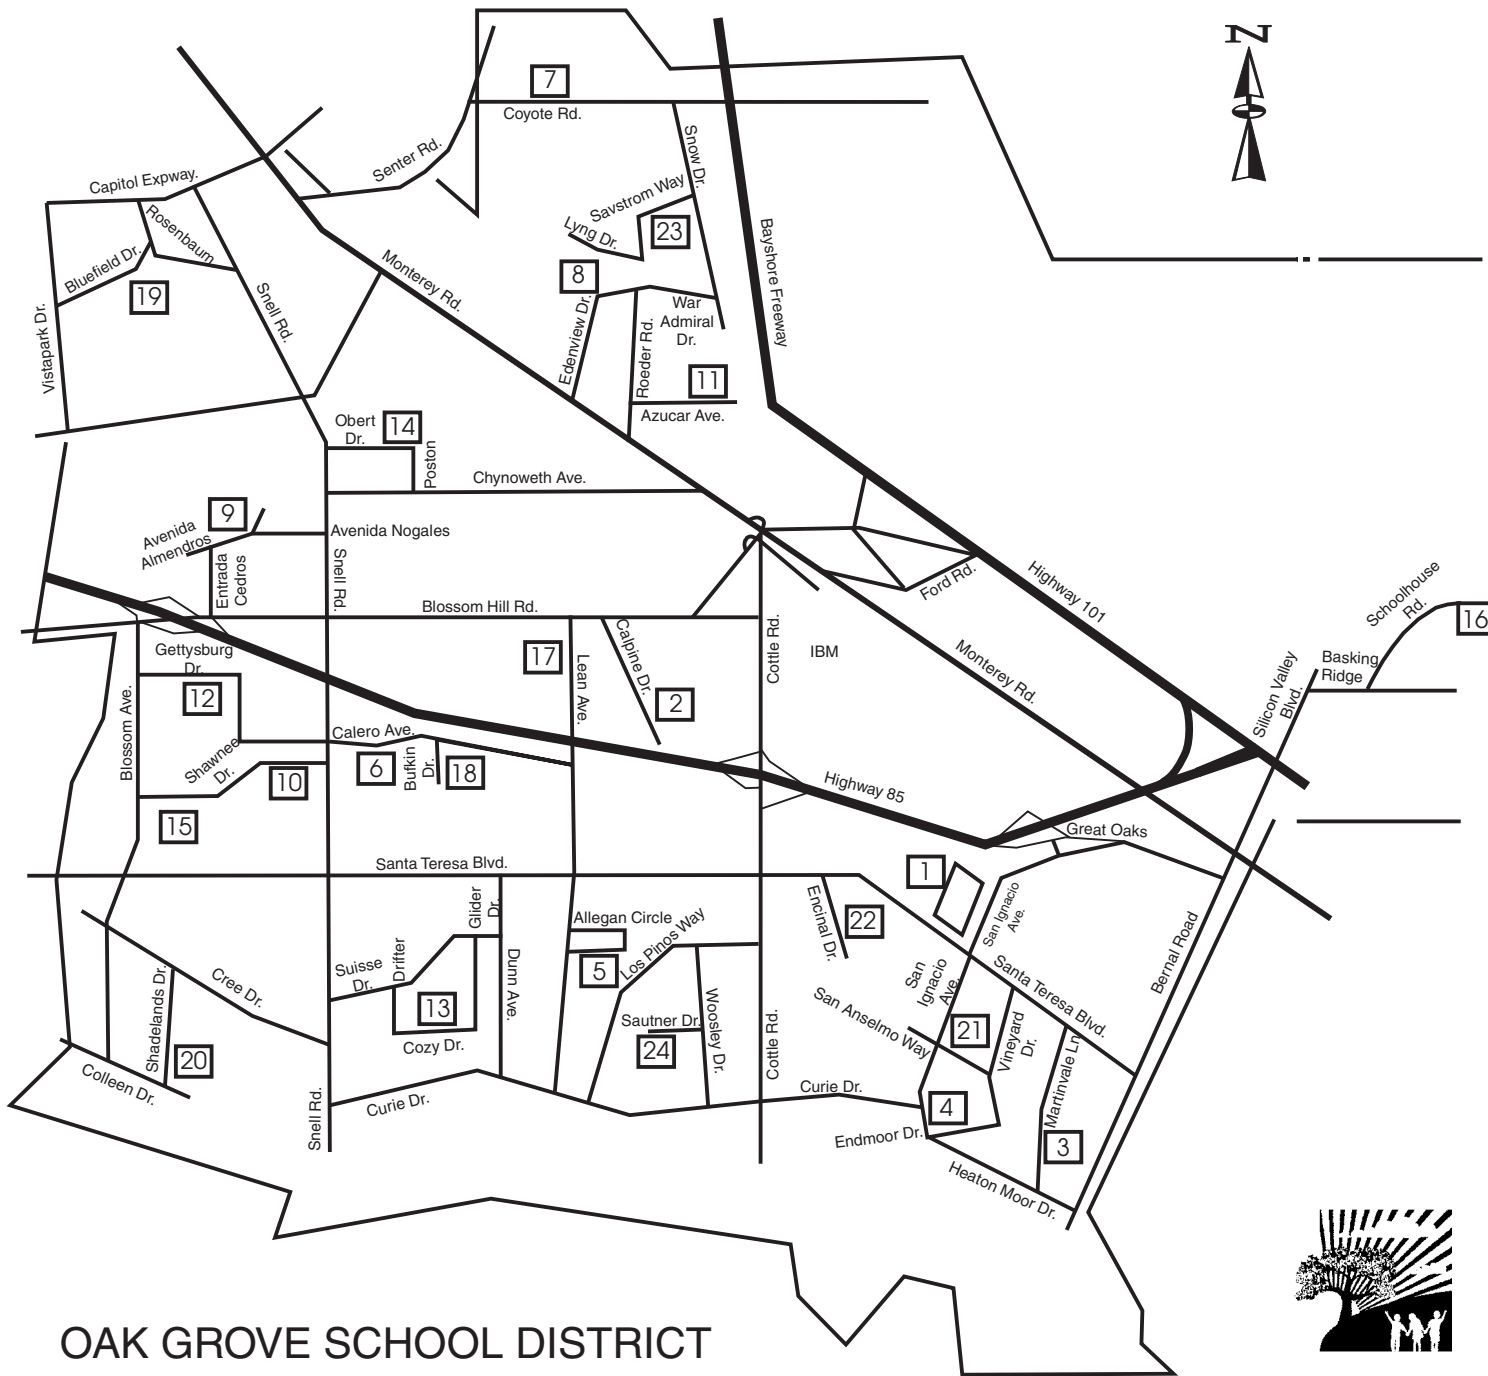 N
7
Coyote Rd.
Senter Rd.
Capitol Expway.
Snow Dr.
Savstrom Way
Rosenbaum
Lyng Dr.
23
Bayshore Freeway
Bluefield Dr.
Monterey Rd.
8
19
Snell Rd.
War
Admiral
Dr.
Vistapark Dr.
Edenview Dr.
Roeder Rd.
11
Azucar Ave.
Obert
Dr.
14
Poston
Chynoweth Ave.
9
Avenida
Almendros
Avenida Nogales
Entrada
Cedros
Snell Rd.
Ford Rd.
Highway 101
Schoolhouse
Rd.
16
Blossom Hill Rd.
Gettysburg
Dr.
17
Lean Ave.
Calpine Dr.
Cottle Rd.
IBM
Monterey Rd.
Silicon Valley
Blvd.
Basking
Ridge
12
2
Blossom Ave.
Calero Ave.
Shawnee
Dr.
10
6
Bufkin
Dr.
18
Highway 85
15
Great Oaks
Santa Teresa Blvd.
1
Glider
Dr.
Allegan Circle
Encinal Dr.
22
San Ignacio
Ave.
Los Pinos Way
Bernal Road
Suisse
Dr.
Drifter
5
Dunn Ave.
San
Ignacio
Ave.
Santa Teresa Blvd.
Cree Dr.
Shadelands Dr.
13
San Anselmo Way
Woosley Dr.
Sautner Dr.
21
Vineyard
Dr.
Cottle Rd.
Cozy Dr.
24
20
Martinvale Ln.
Colleen Dr.
Curie Dr.
Curie Dr.
4
Snell Rd.
Endmoor Dr.
3
Heaton Moor Dr.
OAK GROVE SCHOOL DISTRICT